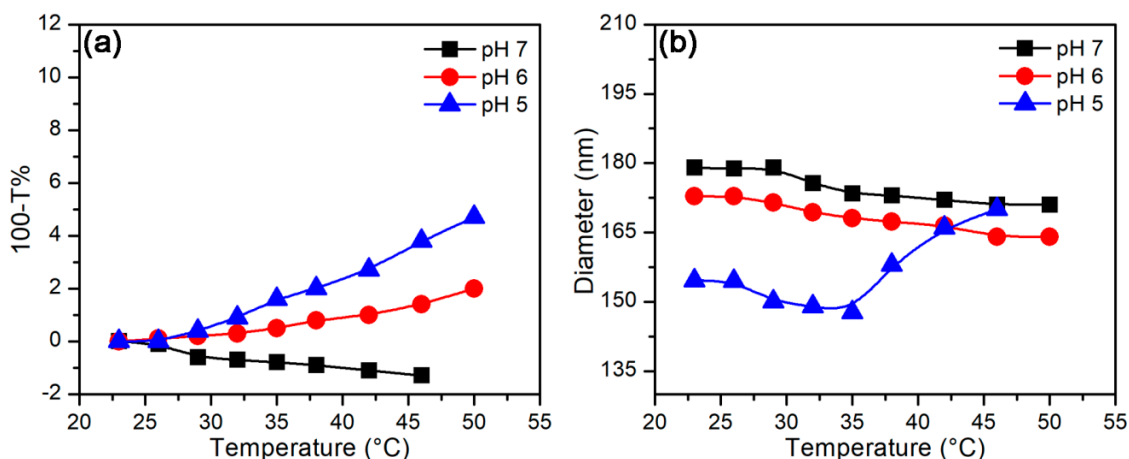 (a)
pH 7
pH 6
pH 5
12
10
8
6
4
2
0
-2
100-T%
20 25 30 35 40 45 50 55
Temperature (°C)
(b)
pH 7
pH 6
pH 5
210
195
180
165
150
135
Diameter (nm)
20 25 30 35 40 45 50 55
Temperature (°C)